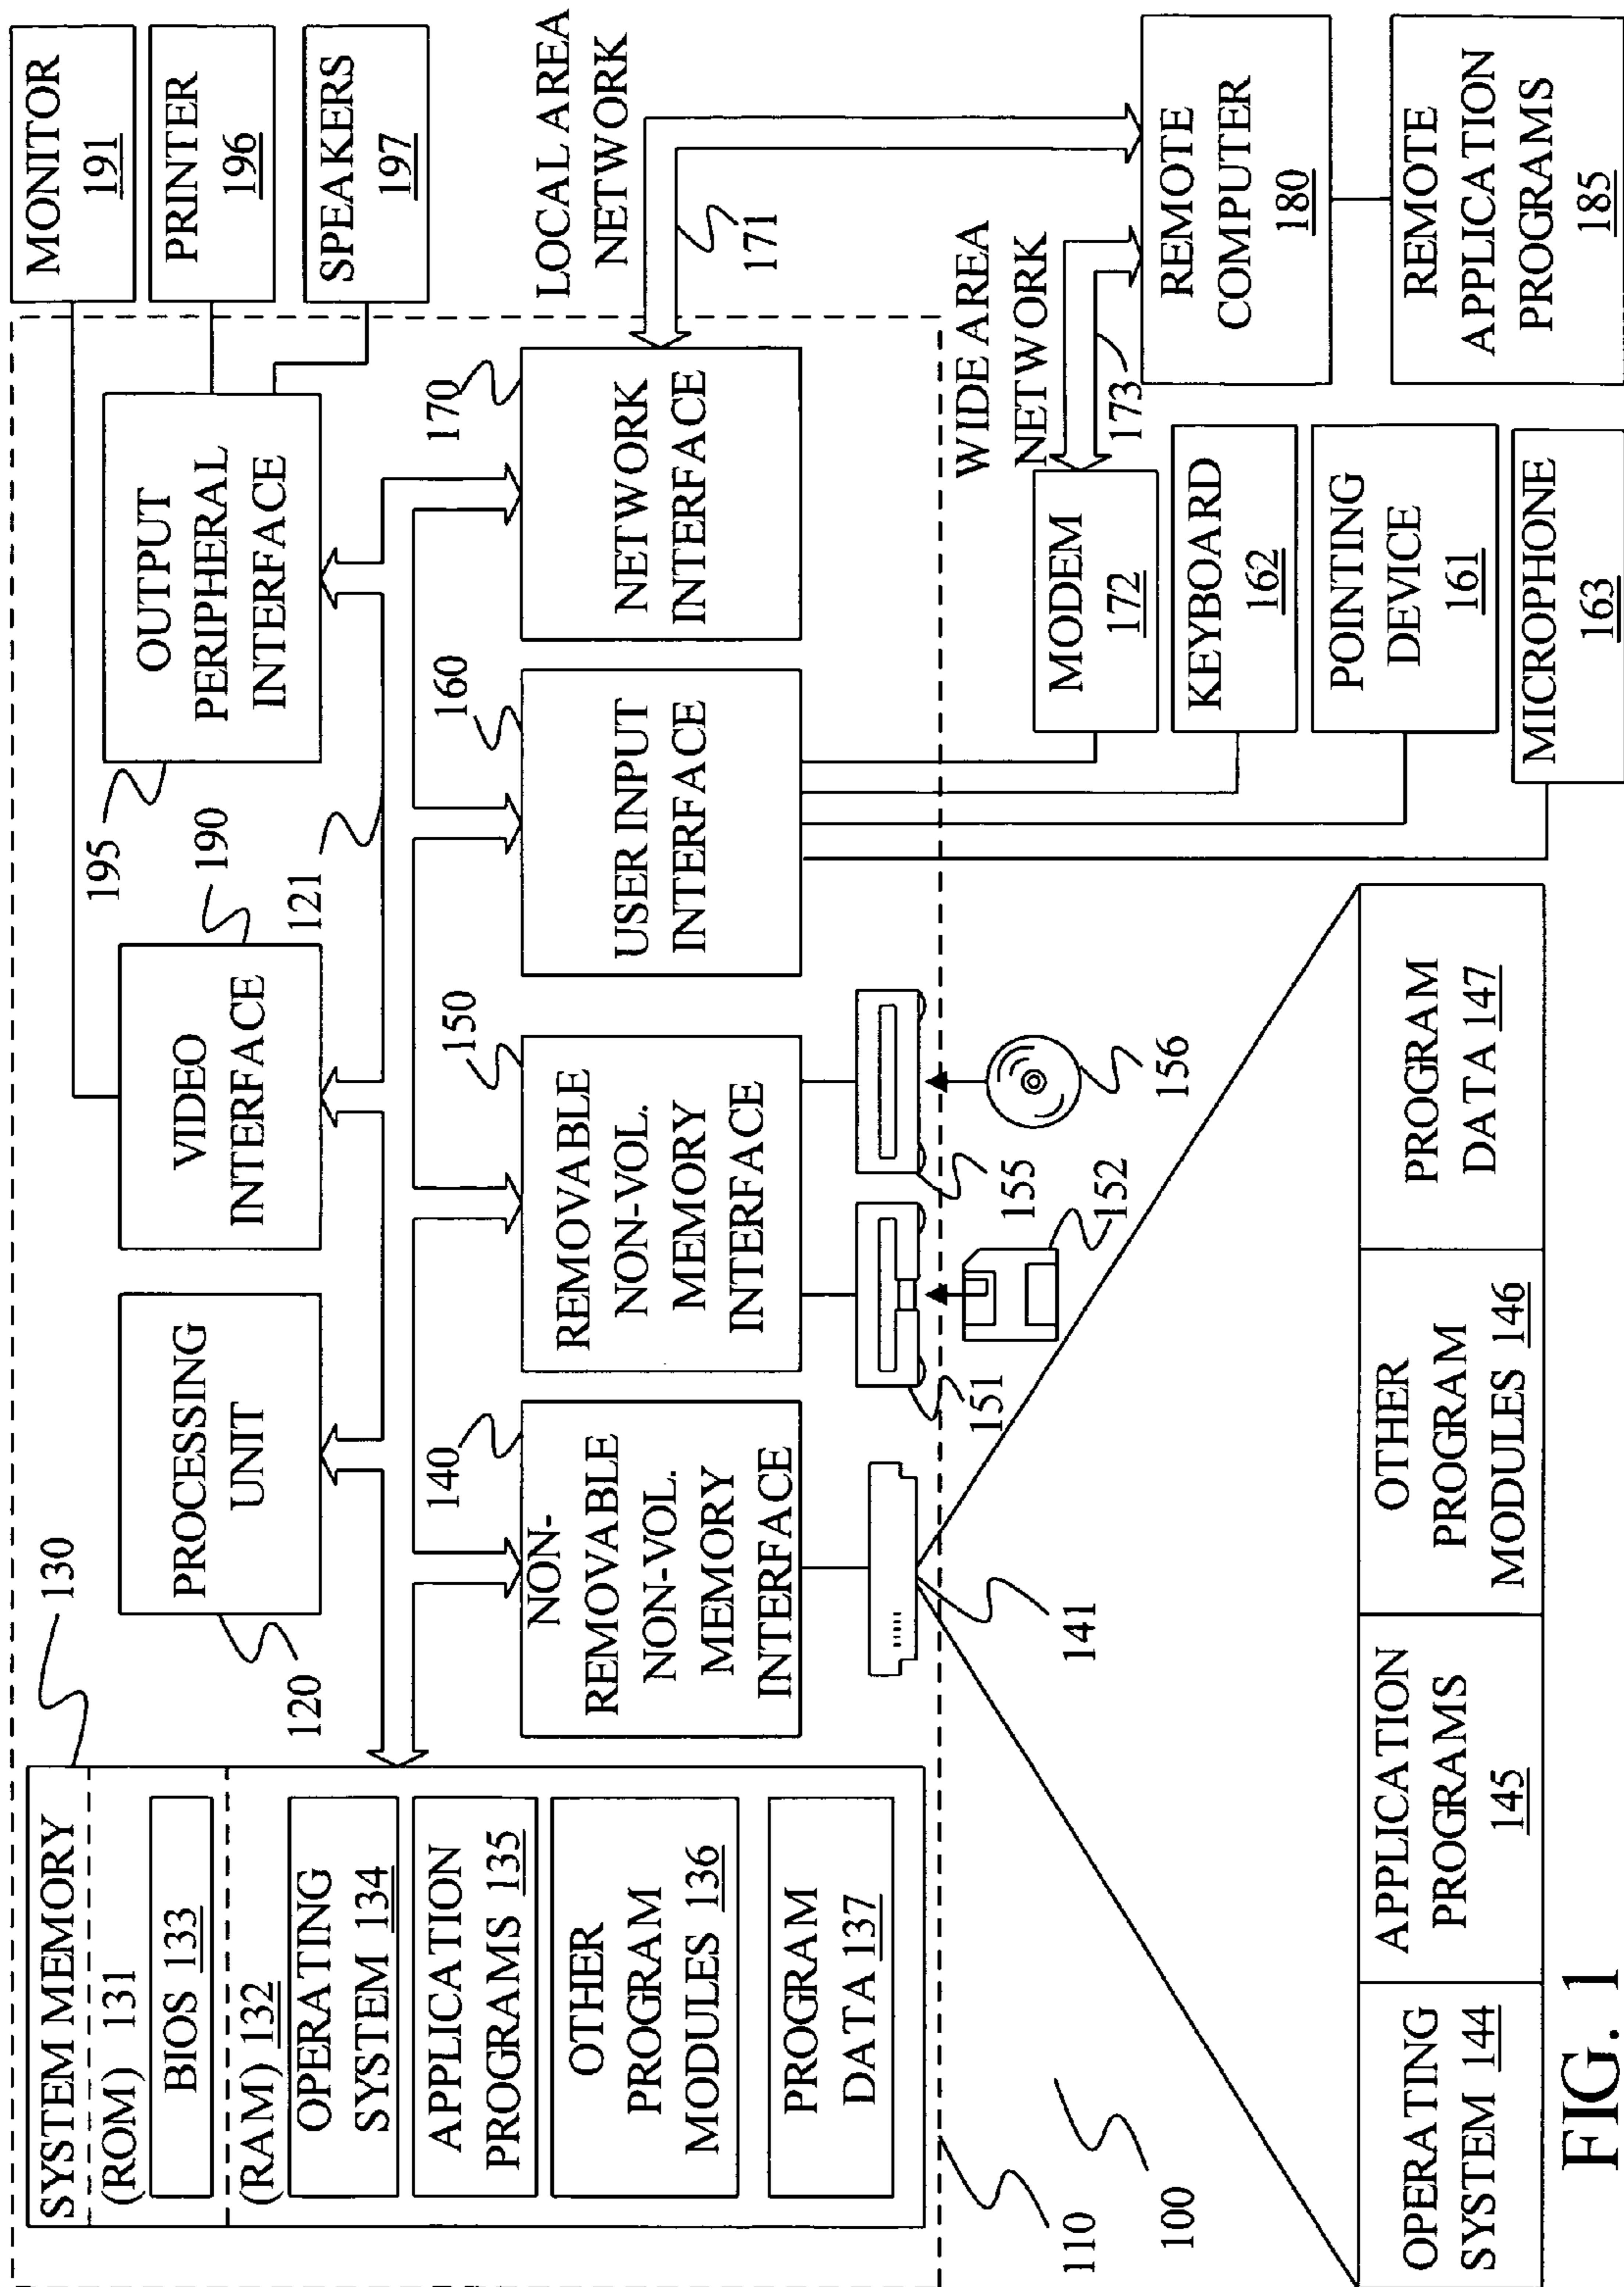 SYSTEM MEMORY
(ROM) 131
BIOS 133
(RAM) 132
OPERATING
SYSTEM 134
APPLICATION
PROGRAMS 135
OTHER
PROGRAM
MODULES 136
PROGRAM
DATA 137
130
PROCESSING
UNIT
120
VIDEO
INTERFACE
190
121
OUTPUT
PERIPHERAL
INTERFACE
195
MONITOR
191
PRINTER
196
SPEAKERS
197
NON-
REMOVABLE
NON-VOL.
MEMORY
INTERFACE
140
REMOVABLE
NON-VOL.
MEMORY
INTERFACE
150
USER INPUT
INTERFACE
160
NETWORK
INTERFACE
170
LOCAL AREA
NETWORK
171
141
151
152
155
156
WIDE AREA
NETWORK
173
MODEM
172
KEYBOARD
162
POINTING
DEVICE
161
MICROPHONE
163
REMOTE
COMPUTER
180
REMOTE
APPLICATION
PROGRAMS
185
110
100
OPERATING
SYSTEM 144
APPLICATION
PROGRAMS
145
OTHER
PROGRAM
MODULES 146
PROGRAM
DATA 147
FIG. 1